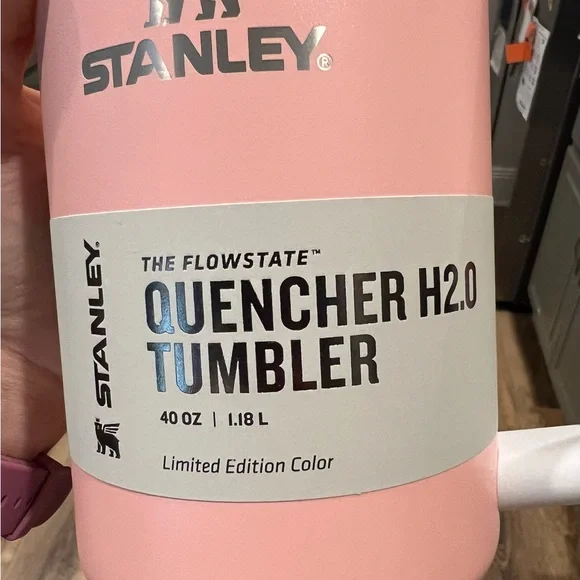 STANLEY®
STANLEY®
THE FLOWSTATE™
QUENCHER H2.0
TUMBLER
40 OZ | 1.18 L
Limited Edition Color